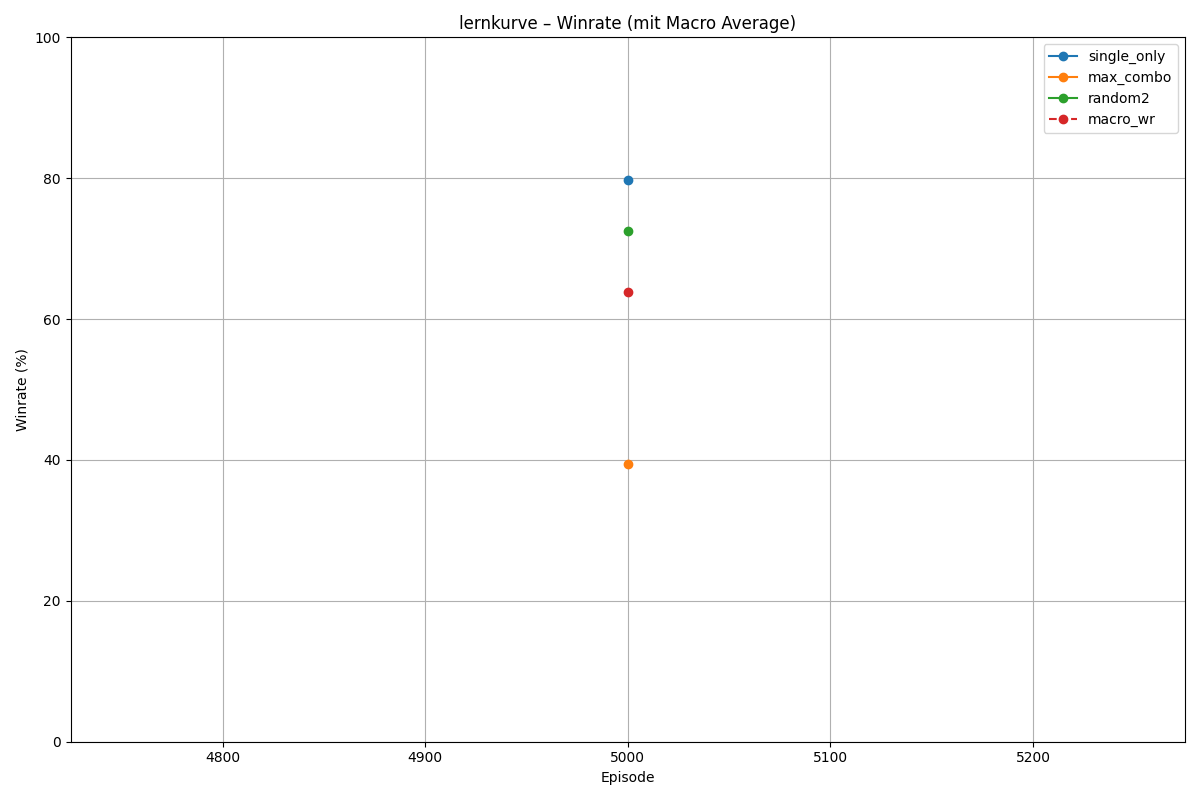 lernkurve – Winrate (mit Macro Average)
100
80
60
40
20
0
Winrate (%)
single_only
max_combo
random2
macro_wr
4800 4900 5000 5100 5200
Episode